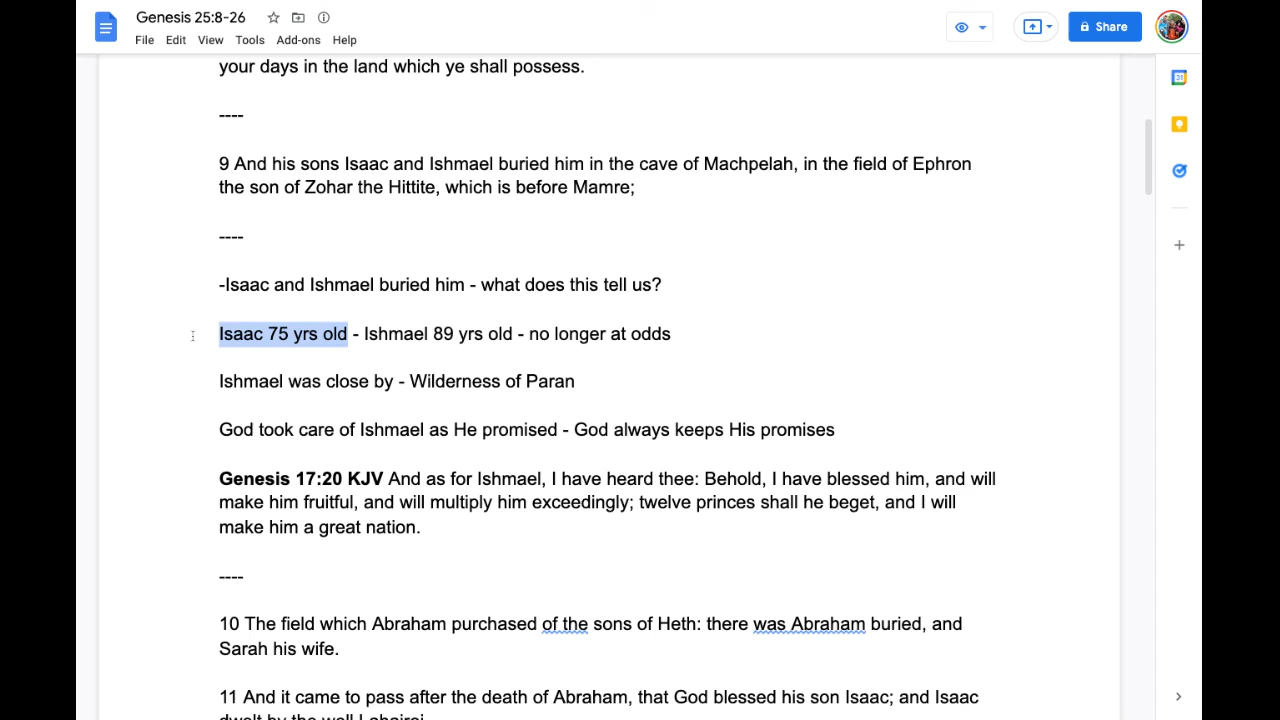 Genesis 25:8-26
File Edit View Tools Add-ons Help
Share
your days in the land which ye shall possess.
----
9 And his sons Isaac and Ishmael buried him in the cave of Machpelah, in the field of Ephron
the son of Zohar the Hittite, which is before Mamre;
----
-Isaac and Ishmael buried him - what does this tell us?
Isaac 75 yrs old - Ishmael 89 yrs old - no longer at odds
Ishmael was close by - Wilderness of Paran
God took care of Ishmael as He promised - God always keeps His promises
Genesis 17:20 KJV And as for Ishmael, I have heard thee: Behold, I have blessed him, and will
make him fruitful, and will multiply him exceedingly; twelve princes shall he beget, and I will
make him a great nation.
----
10 The field which Abraham purchased of the sons of Heth: there was Abraham buried, and
Sarah his wife.
11 And it came to pass after the death of Abraham, that God blessed his son Isaac; and Isaac
dwelt by the well Lahairoi.
31